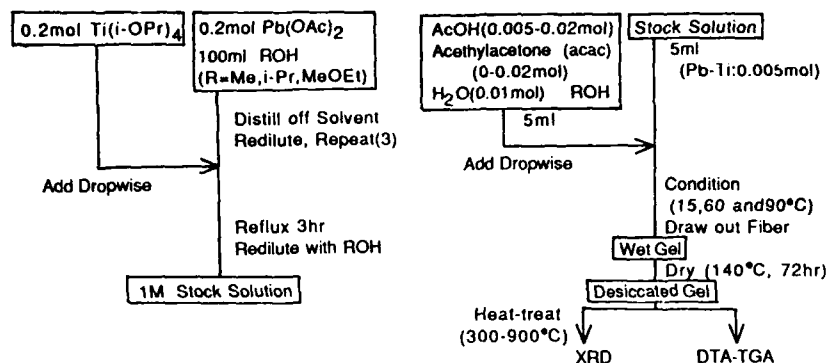 0.2mol Ti(i-OPr)4
0.2mol Pb(OAc)2
100ml ROH
(R=Me,i-Pr,MeOEt)
Distill off Solvent
Redilute, Repeat(3)
Add Dropwise
Reflux 3hr
Redilute with ROH
1M Stock Solution
AcOH(0.005-0.02mol)
Acethylacetone (acac)
(0-0.02mol)
H2O(0.01mol) ROH
5ml
Stock Solution
5ml
(Pb-Ti:0.005mol)
Add Dropwise
Condition
(15,60 and90°C)
Draw out Fiber
Wet Gel
Dry (140°C, 72hr)
Desiccated Gel
Heat-treat
(300-900°C)
XRD
DTA-TGA